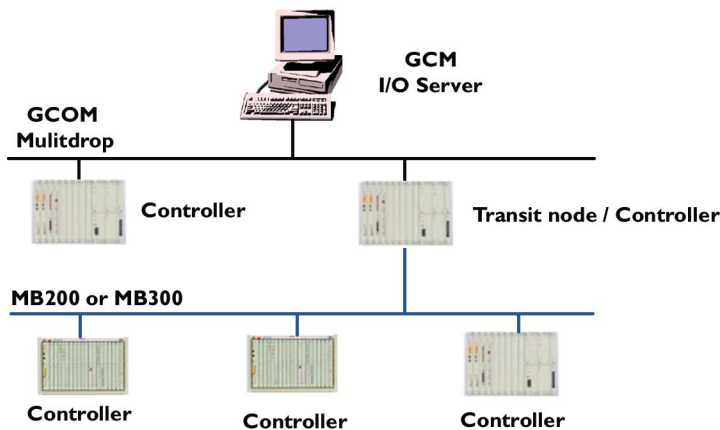 GCM
I/O Server
GCOM
Mulitdrop
Controller
Transit node / Controller
MB200 or MB300
Controller
Controller
Controller